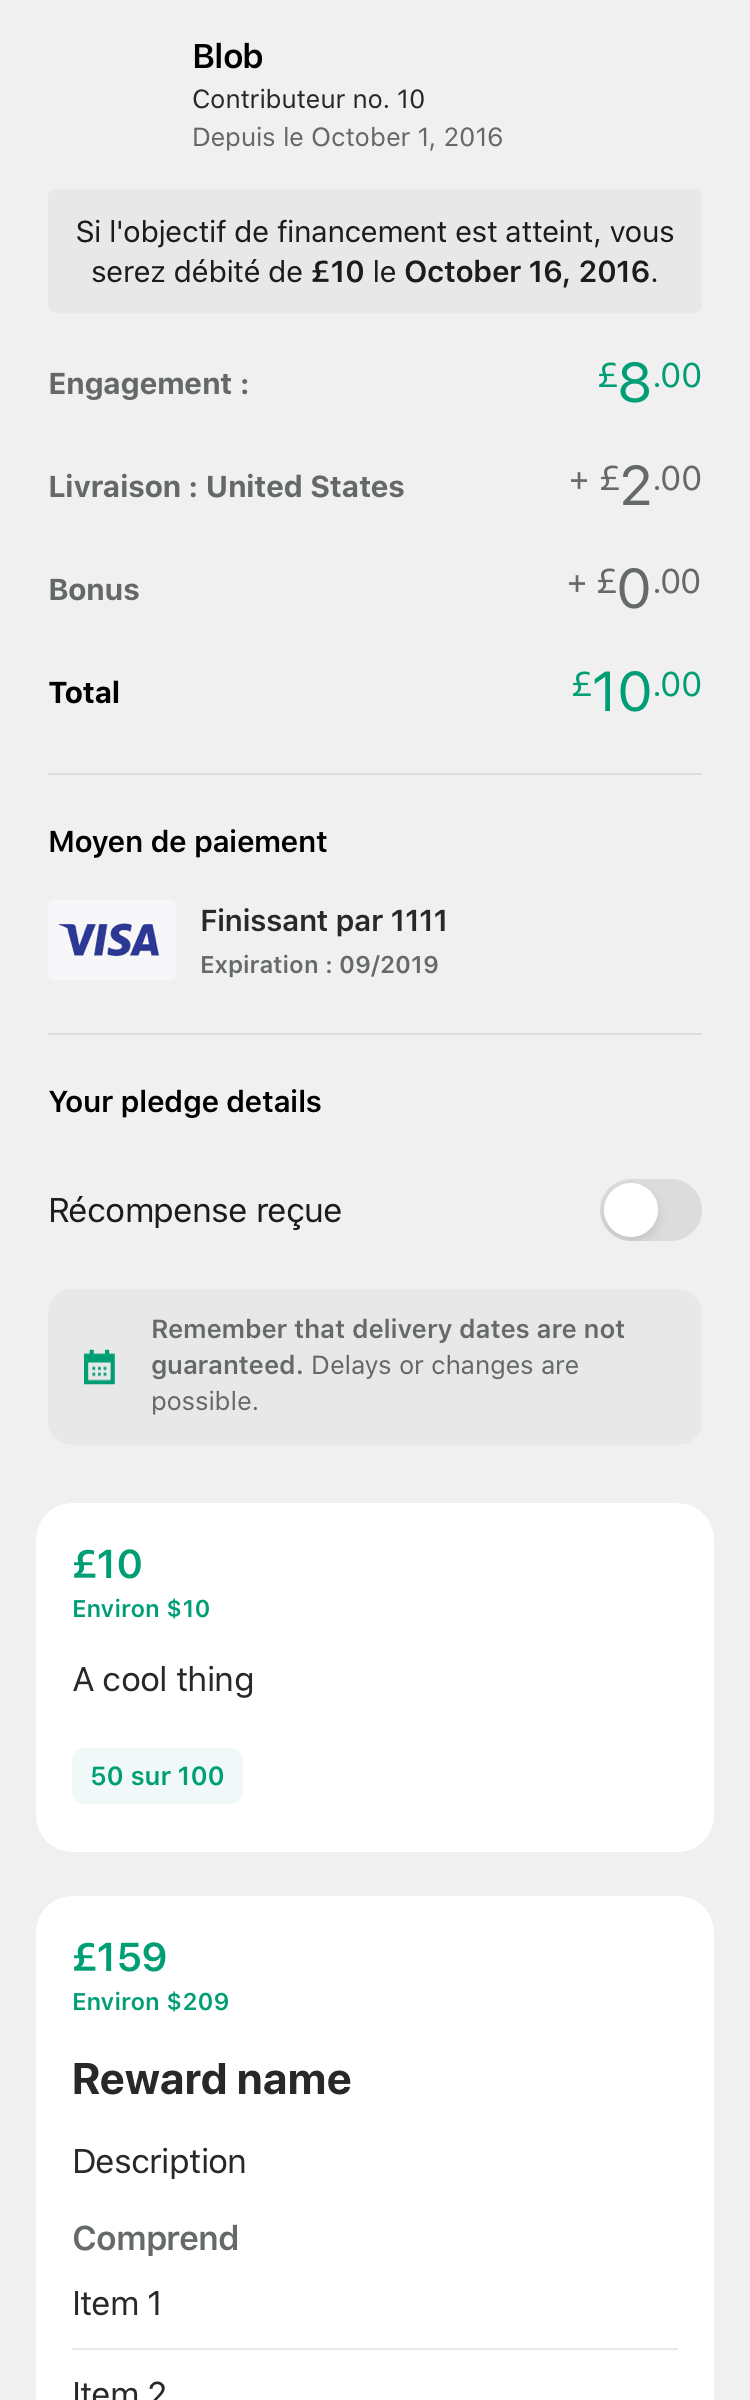 Blob
Contributeur no. 10
Depuis le October 1, 2016
Si l'objectif de financement est atteint, vous
serez débité de £10 le October 16, 2016.
Engagement :
£8.00
Livraison : United States
+ £2.00
Bonus
+ £0.00
Total
£10.00
Moyen de paiement
VISA
Finissant par 1111
Expiration : 09/2019
Your pledge details
Récompense reçue
Remember that delivery dates are not
guaranteed. Delays or changes are
possible.
£10
Environ $10
A cool thing
50 sur 100
£159
Environ $209
Reward name
Description
Comprend
Item 1
Item 2